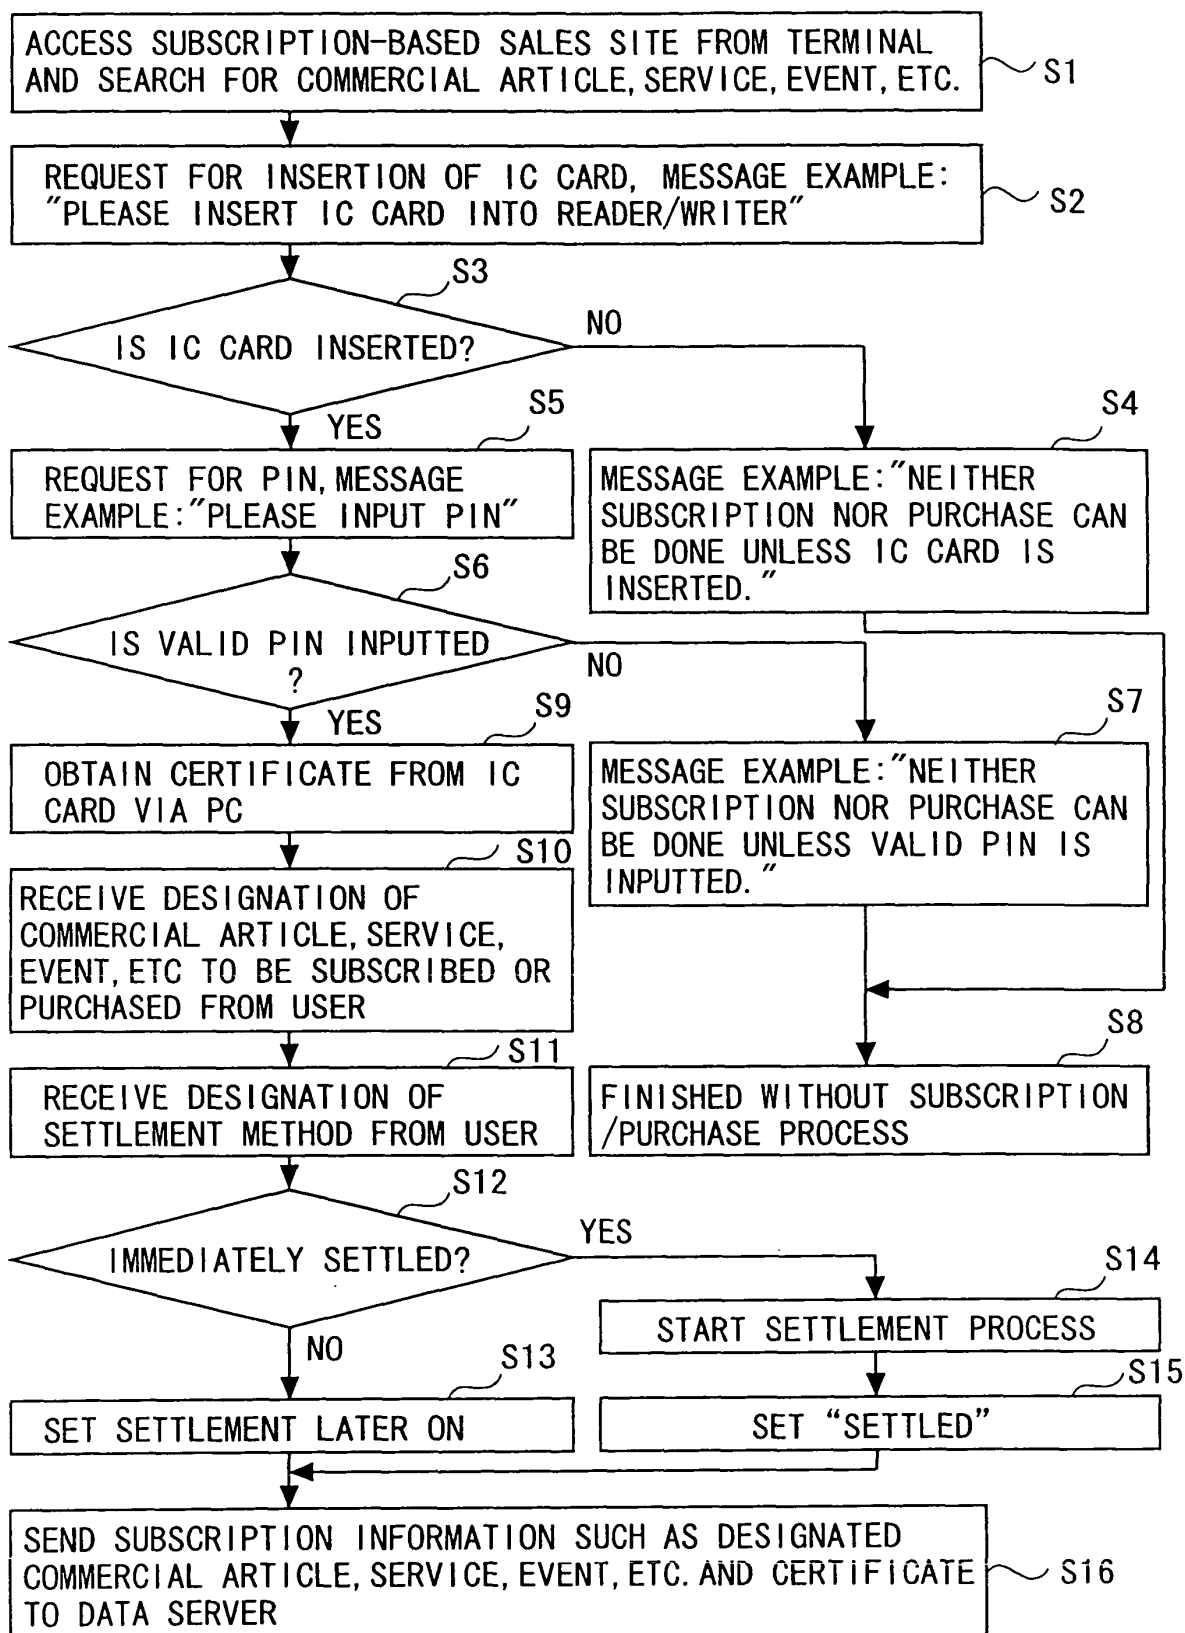 ACCESS SUBSCRIPTION-BASED SALES SITE FROM TERMINAL
AND SEARCH FOR COMMERCIAL ARTICLE, SERVICE, EVENT, ETC.
S1
REQUEST FOR INSERTION OF IC CARD, MESSAGE EXAMPLE:
"PLEASE INSERT IC CARD INTO READER/WRITER"
S2
S3
IS IC CARD INSERTED?
NO
YES
S5
REQUEST FOR PIN, MESSAGE
EXAMPLE:"PLEASE INPUT PIN"
S4
MESSAGE EXAMPLE:"NEITHER
SUBSCRIPTION NOR PURCHASE CAN
BE DONE UNLESS IC CARD IS
INSERTED."
S6
IS VALID PIN INPUTTED
?
NO
YES
S9
OBTAIN CERTIFICATE FROM IC
CARD VIA PC
S7
MESSAGE EXAMPLE:"NEITHER
SUBSCRIPTION NOR PURCHASE CAN
BE DONE UNLESS VALID PIN IS
INPUTTED."
S10
RECEIVE DESIGNATION OF
COMMERCIAL ARTICLE, SERVICE,
EVENT, ETC TO BE SUBSCRIBED OR
PURCHASED FROM USER
S11
RECEIVE DESIGNATION OF
SETTLEMENT METHOD FROM USER
S8
FINISHED WITHOUT SUBSCRIPTION
/PURCHASE PROCESS
S12
IMMEDIATELY SETTLED?
YES
NO
S14
START SETTLEMENT PROCESS
S13
SET SETTLEMENT LATER ON
S15
SET “SETTLED”
SEND SUBSCRIPTION INFORMATION SUCH AS DESIGNATED
COMMERCIAL ARTICLE, SERVICE, EVENT, ETC. AND CERTIFICATE
TO DATA SERVER
S16